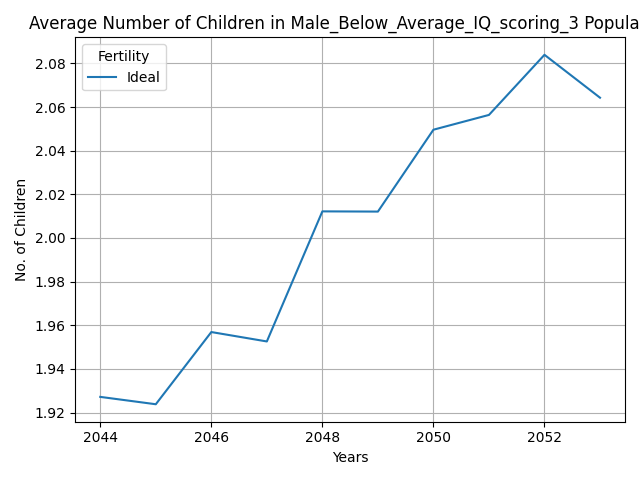 Average Number of Children in Male_Below_Average_IQ_scoring_3 Popula
Fertility
Ideal
2.08
2.06
2.04
2.02
2.00
1.98
1.96
1.94
1.92
No. of Children
2044 2046 2048 2050 2052
Years